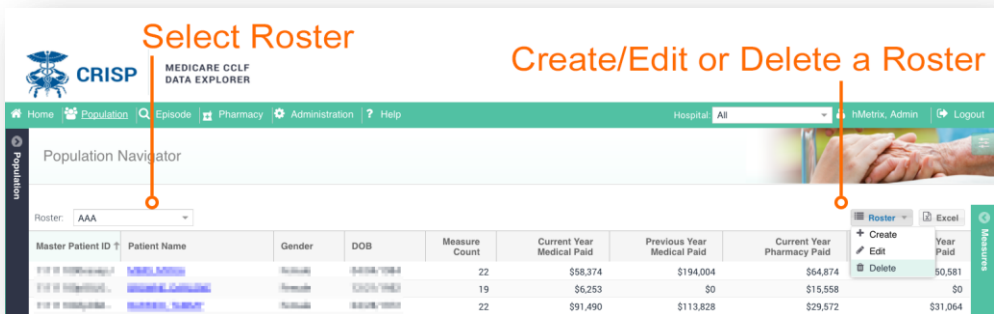 Select Roster
Create/Edit or Delete a Roster
CRISP
MEDICARE CCLF
DATA EXPLORER
Home Population Episode Pharmacy Administration ? Help Hospital: All hMetrix, Admin Logout
Population
Population Navigator
Roster: AAA Roster Excel
+ Create
Edit
Delete
Measures
Master Patient ID ↑ Patient Name Gender DOB Measure Count Current Year Medical Paid Previous Year Medical Paid Current Year Pharmacy Paid Year Paid
22 $58,374 $194,004 $64,874 50,581
19 $6,253 $0 $15,558 $0
22 $91,490 $113,828 $29,572 $31,064